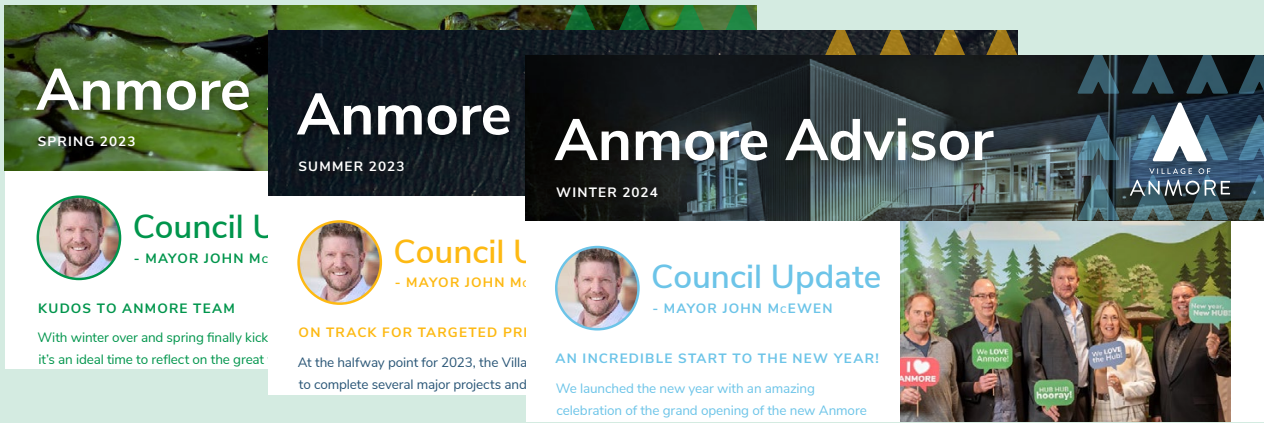 Anmore
SPRING 2023
Council U
- MAYOR JOHN Mc
KUDOS TO ANMORE TEAM
With winter over and spring finally kick
it's an ideal time to reflect on the great
Anmore
SUMMER 2023
Council U
- MAYOR JOHN Mc
ON TRACK FOR TARGETED PRI
At the halfway point for 2023, the Villa
to complete several major projects and
Anmore Advisor
WINTER 2024
VILLAGE OF
ANMORE
Council Update
- MAYOR JOHN McEWEN
AN INCREDIBLE START TO THE NEW YEAR!
We launched the new year with an amazing
celebration of the grand opening of the new Anmore
I
ANMORE
We LOVE
Anmore!
HUB HUB
hooray!
We LOVE
the Hub!
New year,
New HUB!